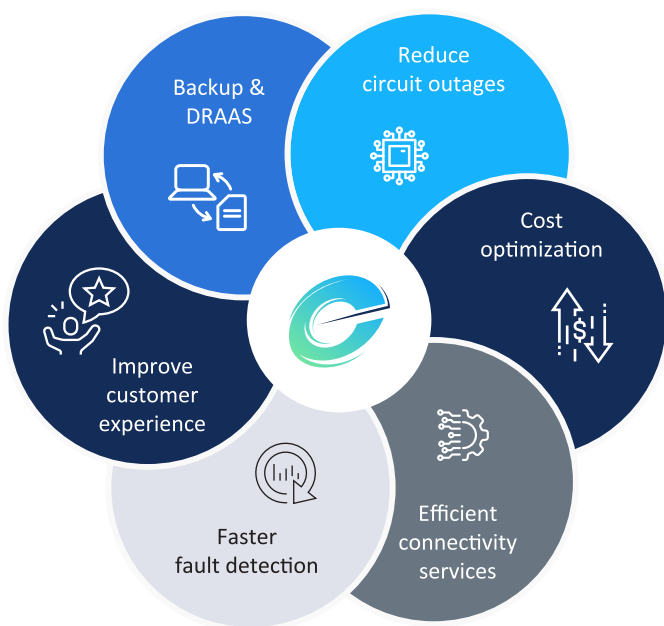 Backup &
DRAAS
Reduce
circuit outages
Cost
optimization
$
Efficient
connectivity
services
Faster
fault detection
Improve
customer
experience